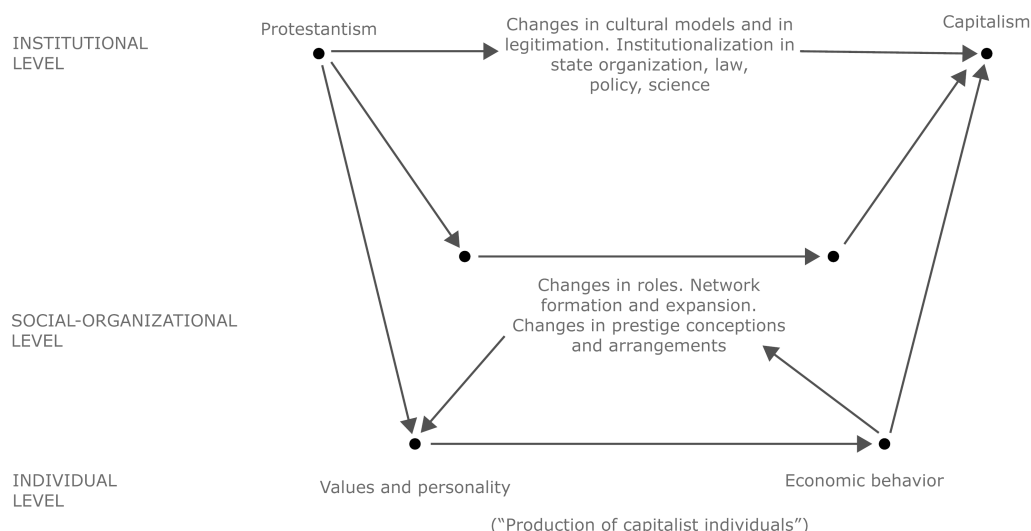 INSTITUTIONAL
LEVEL
Protestantism
Changes in cultural models and in
legitimation. Institutionalization in
state organization, law,
policy, science
Capitalism
SOCIAL-ORGANIZATIONAL
LEVEL
Changes in roles. Network
formation and expansion.
Changes in prestige conceptions
and arrangements
INDIVIDUAL
LEVEL
Values and personality
Economic behavior
(“Production of capitalist individuals”)